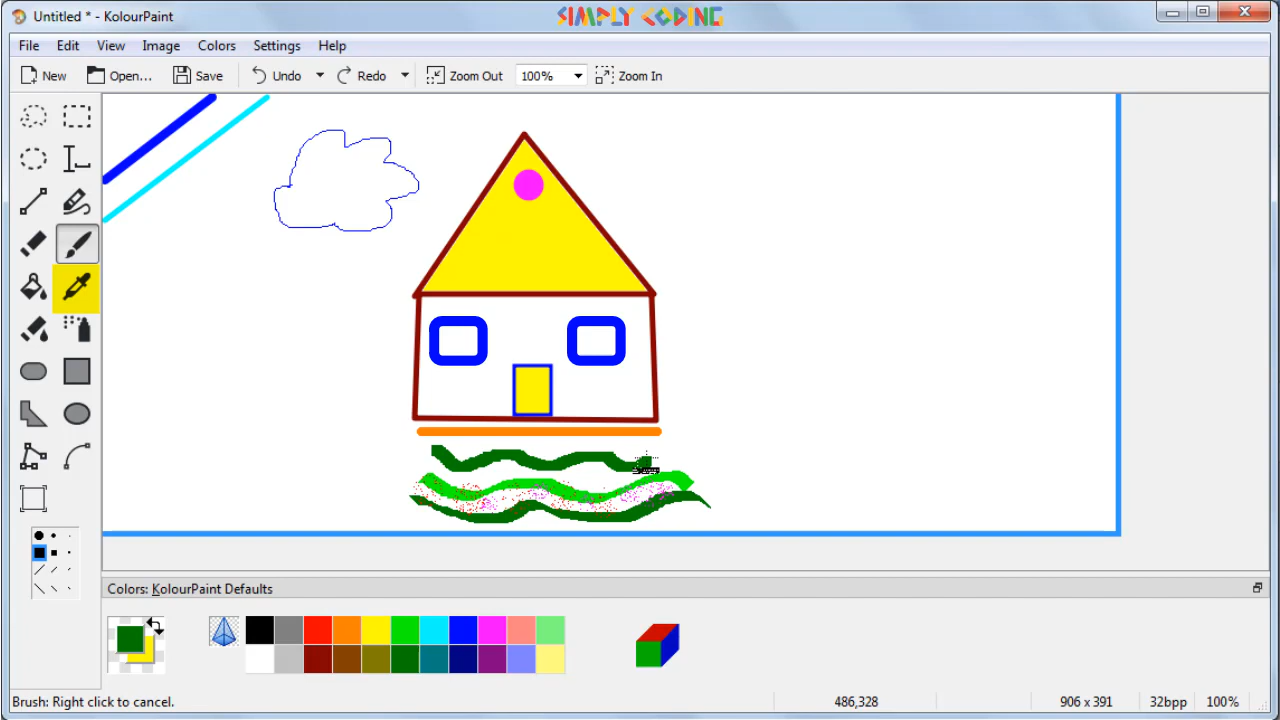 Untitled * - KolourPaint
SIMPLY CODING
File Edit View Image Colors Settings Help
New Open... Save Undo Redo Zoom Out 100% Zoom In
Colors: KolourPaint Defaults
Brush: Right click to cancel. 486,328 906 x 391 32bpp 100%